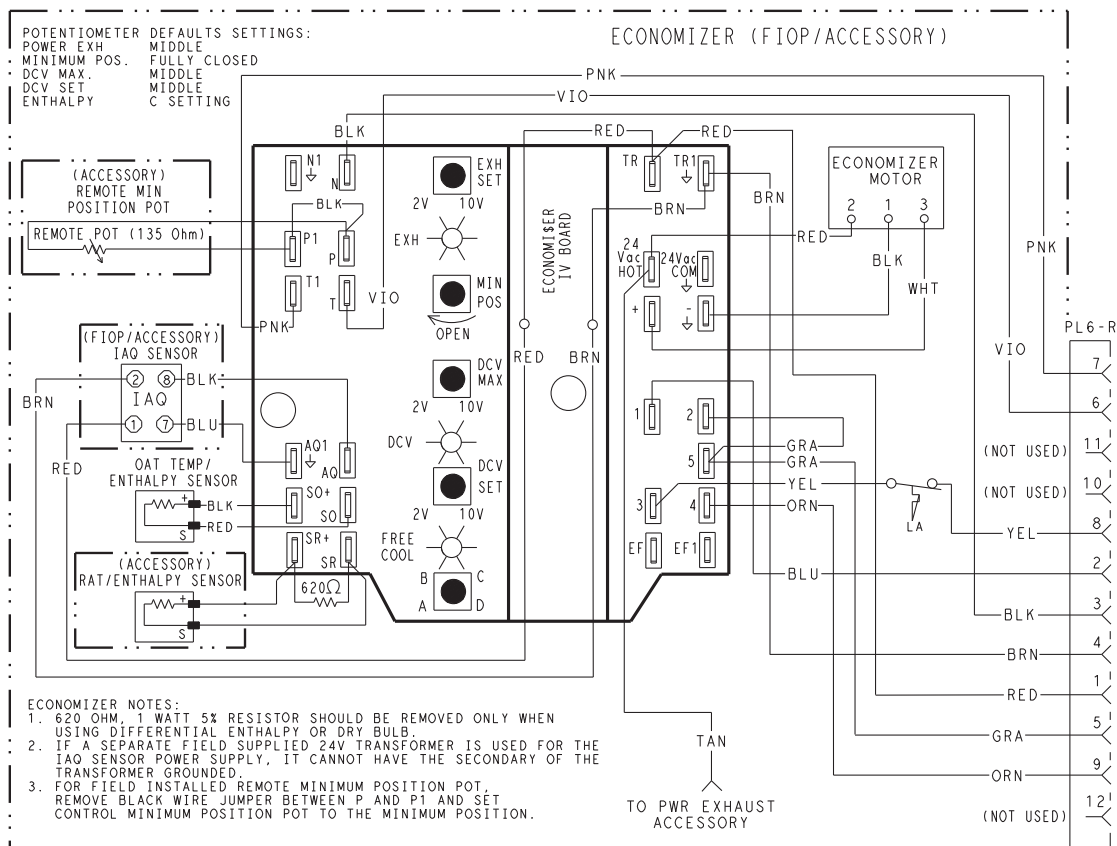 POTENTIOMETER DEFAULTS SETTINGS:
POWER EXH MIDDLE
MINIMUM POS. FULLY CLOSED
DCV MAX. MIDDLE
DCV SET MIDDLE
ENTHALPY C SETTING
ECONOMIZER (FIOP/ACCESSORY)
PNK
VIO
BLK
RED
RED
(ACCESSORY)
REMOTE MIN
POSITION POT
REMOTE POT (135 Ohm)
N1
N
BLK
P1
P
T1
T
VIO
PNK
EXH
SET
2V 10V
EXH
MIN
POS
OPEN
DCV
MAX
2V 10V
DCV
DCV
SET
2V 10V
FREE
COOL
B C
A D
ECONOMI$ER
IV BOARD
RED
BRN
TR
TR1
BRN
BRN
24
Vac
HOT
24Vac
COM
+
-
1
2
5
3
4
EF
EF1
ECONOMIZER
MOTOR
2 1 3
RED
BLK
WHT
PNK
VIO
GRA
GRA
YEL
ORN
LA
BLU
(FIOP/ACCESSORY)
IAQ SENSOR
2 8
IAQ
1 7
BLK
BLU
BRN
RED
AQ1
AQ
OAT TEMP/
ENTHALPY SENSOR
+
S
BLK
RED
SO+
SO
SR+
SR
620Ω
(ACCESSORY)
RAT/ENTHALPY SENSOR
+
S
PL6-R
7
6
(NOT USED) 11
(NOT USED) 10
YEL 8
2
BLK 3
BRN 4
RED 1
GRA 5
ORN 9
(NOT USED) 12
TAN
TO PWR EXHAUST
ACCESSORY
ECONOMIZER NOTES:
1. 620 OHM, 1 WATT 5% RESISTOR SHOULD BE REMOVED ONLY WHEN
USING DIFFERENTIAL ENTHALPY OR DRY BULB.
2. IF A SEPARATE FIELD SUPPLIED 24V TRANSFORMER IS USED FOR THE
IAQ SENSOR POWER SUPPLY, IT CANNOT HAVE THE SECONDARY OF THE
TRANSFORMER GROUNDED.
3. FOR FIELD INSTALLED REMOTE MINIMUM POSITION POT,
REMOVE BLACK WIRE JUMPER BETWEEN P AND P1 AND SET
CONTROL MINIMUM POSITION POT TO THE MINIMUM POSITION.